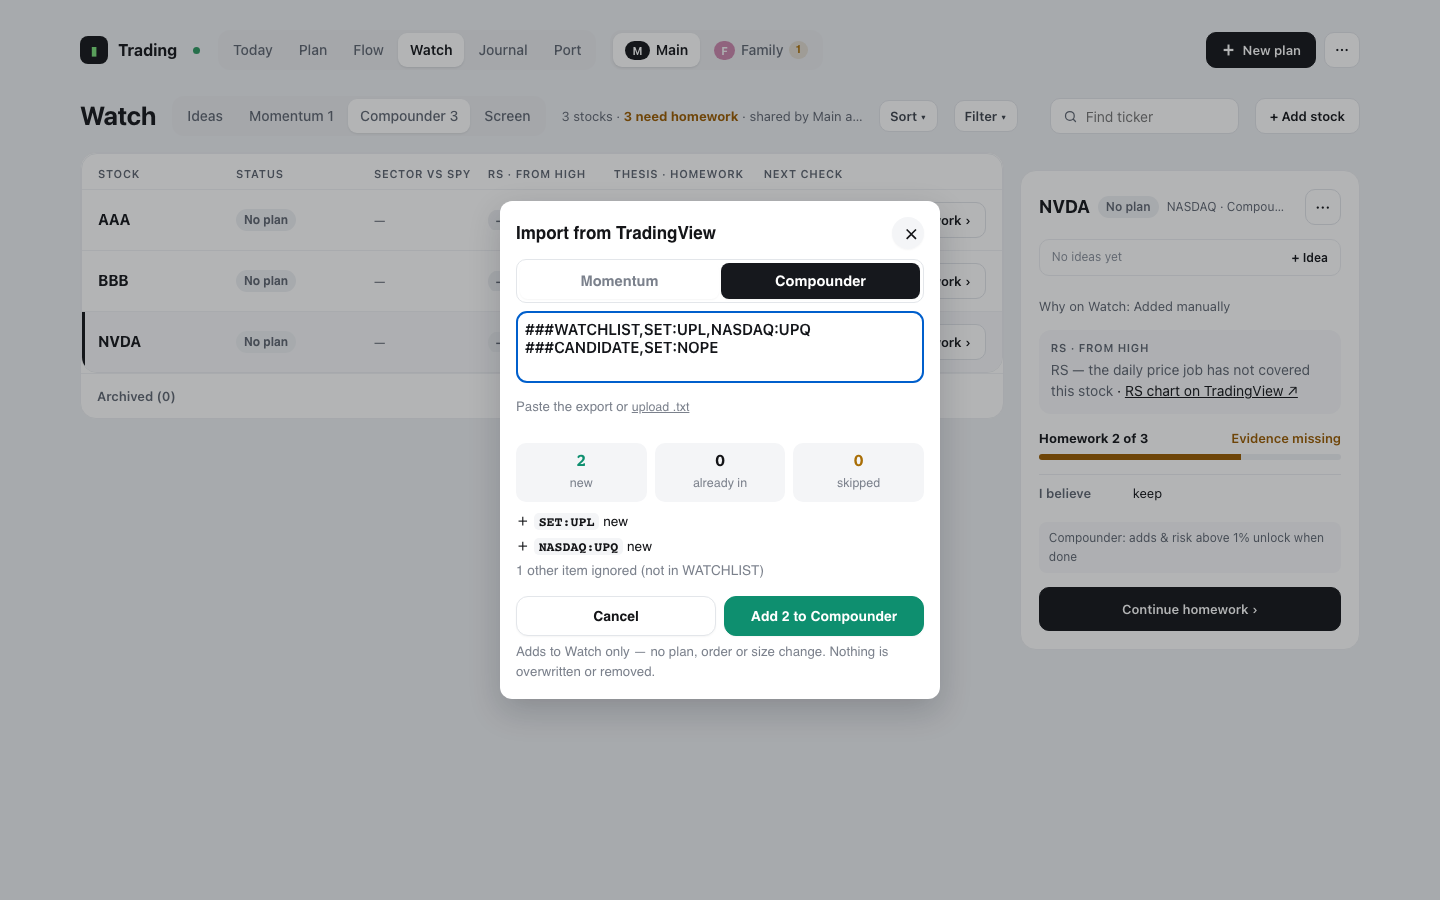 Trading
Today Plan Flow Watch Journal Port
M Main F Family 1
+ New plan
···
Watch
Ideas Momentum 1 Compounder 3 Screen
3 stocks · 3 need homework · shared by Main a...
Sort ▾
Filter ▾
Find ticker
+ Add stock
STOCK STATUS SECTOR VS SPY RS · FROM HIGH THESIS · HOMEWORK NEXT CHECK
AAA No plan —
BBB No plan —
NVDA No plan —
Archived (0)
Import from TradingView
×
Momentum Compounder
###WATCHLIST,SET:UPL,NASDAQ:UPQ
###CANDIDATE,SET:NOPE
Paste the export or upload .txt
2 0 0
new already in skipped
+ SET:UPL new
+ NASDAQ:UPQ new
1 other item ignored (not in WATCHLIST)
Cancel Add 2 to Compounder
Adds to Watch only — no plan, order or size change. Nothing is
overwritten or removed.
NVDA No plan NASDAQ · Compou...
···
No ideas yet + Idea
Why on Watch: Added manually
RS · FROM HIGH
RS — the daily price job has not covered
this stock · RS chart on TradingView ↗
Homework 2 of 3 Evidence missing
I believe keep
Compounder: adds & risk above 1% unlock when
done
Continue homework ›